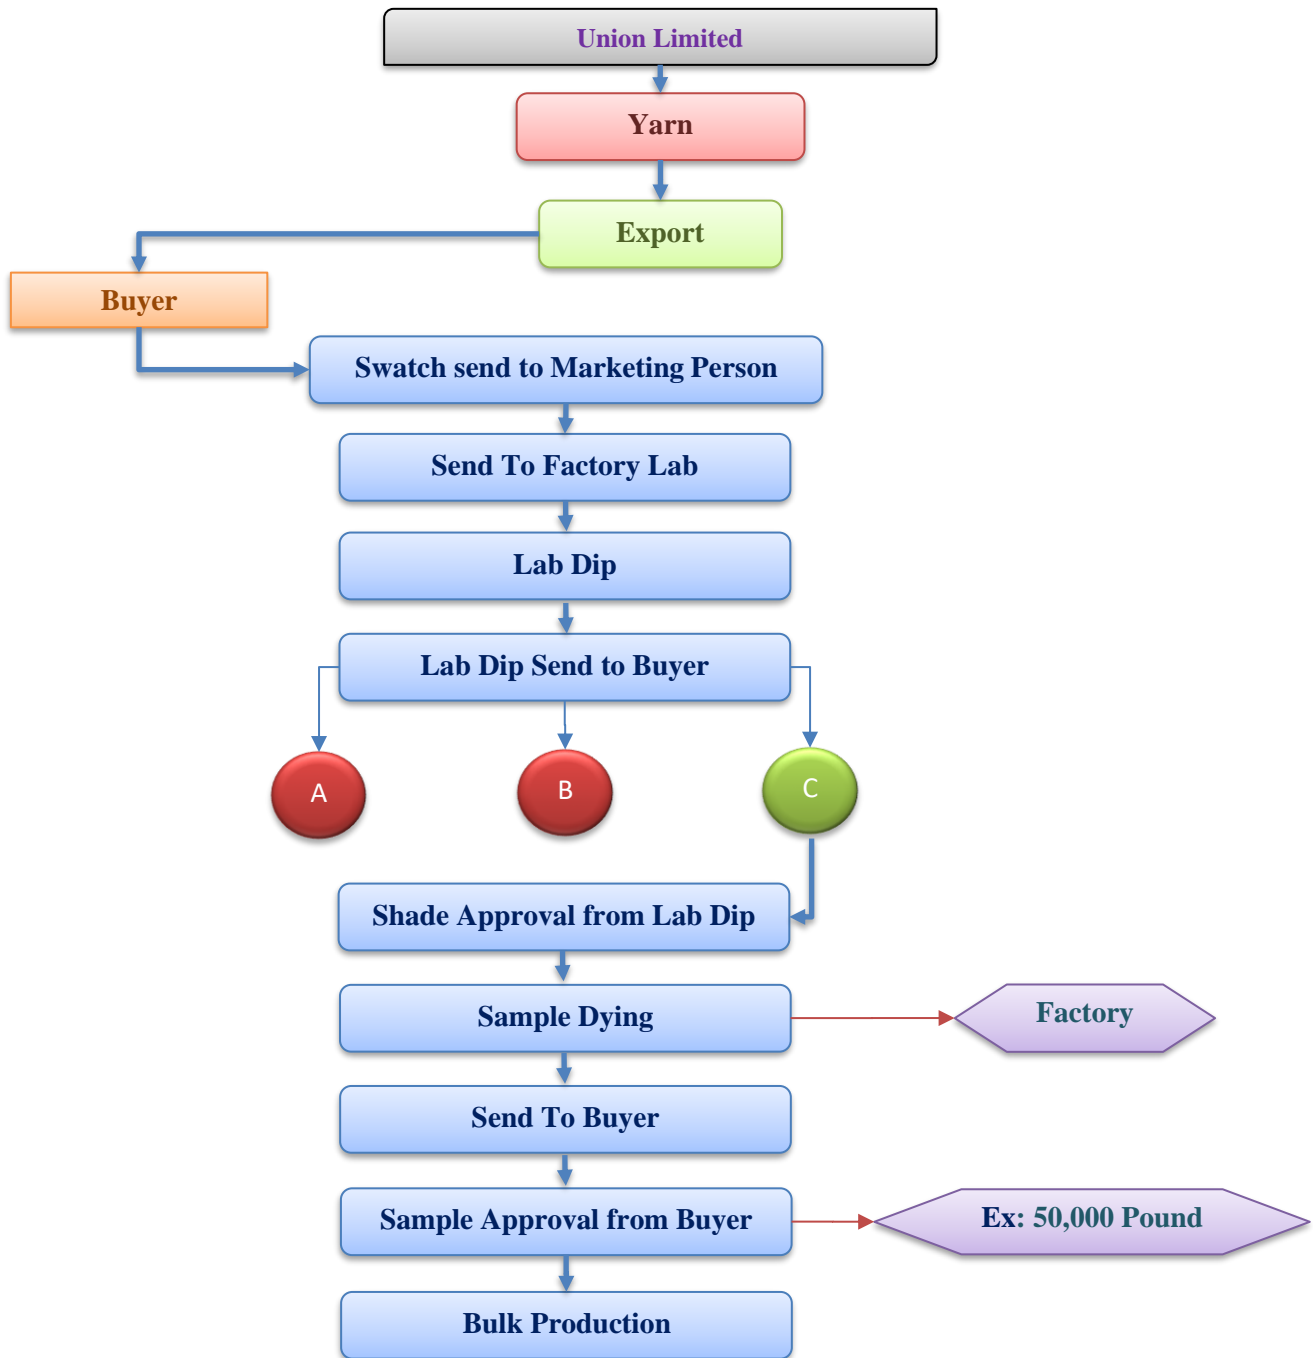 Union Limited
Yarn
Export
Buyer
Swatch send to Marketing Person
Send To Factory Lab
Lab Dip
Lab Dip Send to Buyer
A
B
C
Shade Approval from Lab Dip
Sample Dying
Factory
Send To Buyer
Sample Approval from Buyer
Ex: 50,000 Pound
Bulk Production